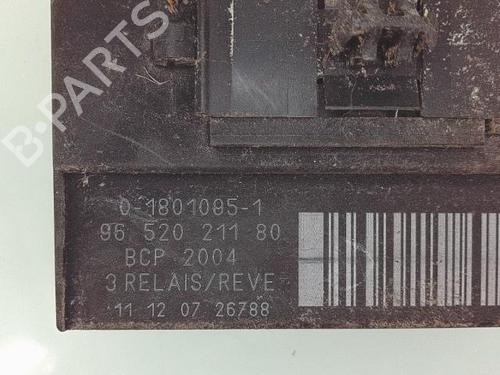 B-PARTS
0-1801095-1
96 520 211 80
BCP 2004
3 RELAIS/REVE
11 12 07 26788